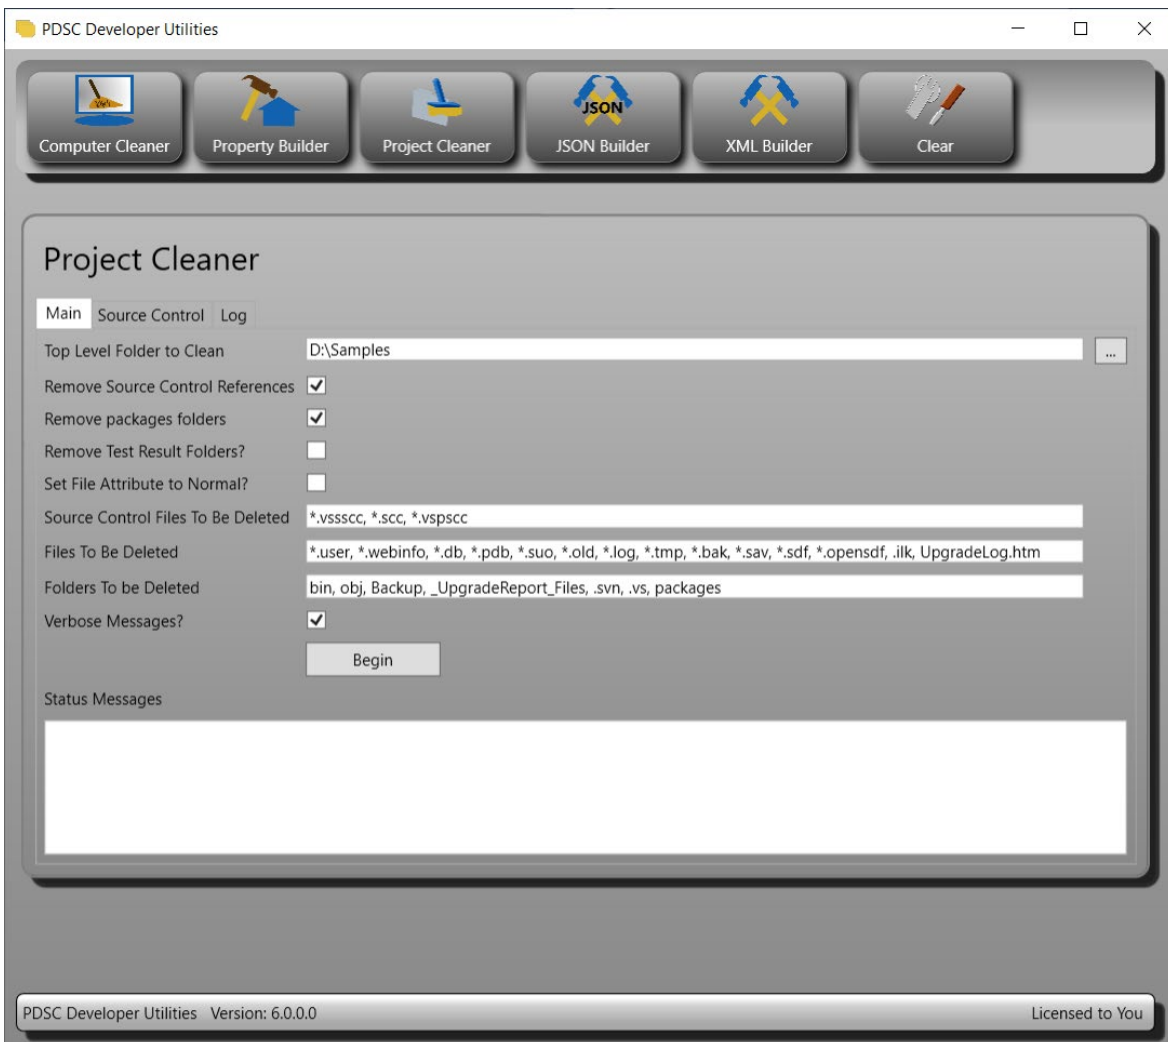 PDSC Developer Utilities
Computer Cleaner Property Builder Project Cleaner JSON JSON Builder XML Builder Clear
Project Cleaner
Main Source Control Log
Top Level Folder to Clean D:\Samples ...
Remove Source Control References
Remove packages folders
Remove Test Result Folders?
Set File Attribute to Normal?
Source Control Files To Be Deleted *.vssscc, *.scc, *.vspscc
Files To Be Deleted *.user, *.webinfo, *.db, *.pdb, *.suo, *.old, *.log, *.tmp, *.bak, *.sav, *.sdf, *.opensdf, .ilk, UpgradeLog.htm
Folders To be Deleted bin, obj, Backup, _UpgradeReport_Files, .svn, .vs, packages
Verbose Messages?
Begin
Status Messages
PDSC Developer Utilities Version: 6.0.0.0 Licensed to You